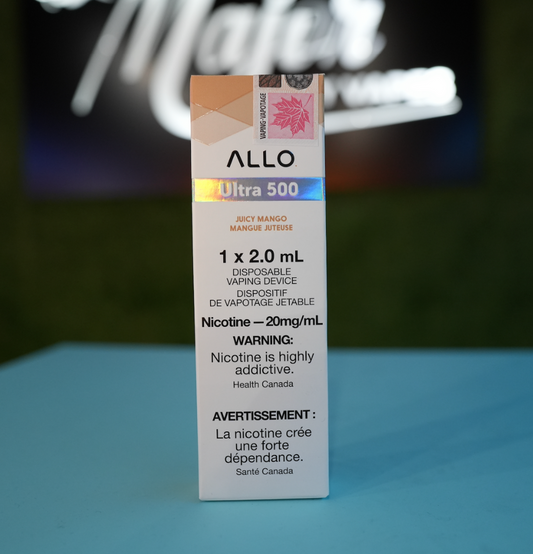 Major
VAPES
VAPING-VAPOTAGE
ALLO
Ultra 500
JUICY MANGO
MANGUE JUTEUSE
1 x 2.0 mL
DISPOSABLE
VAPING DEVICE
DISPOSITIF
DE VAPOTAGE JETABLE
Nicotine — 20mg/mL
WARNING:
Nicotine is highly
addictive.
Health Canada
AVERTISSEMENT :
La nicotine crée
une forte
dépendance.
Santé Canada